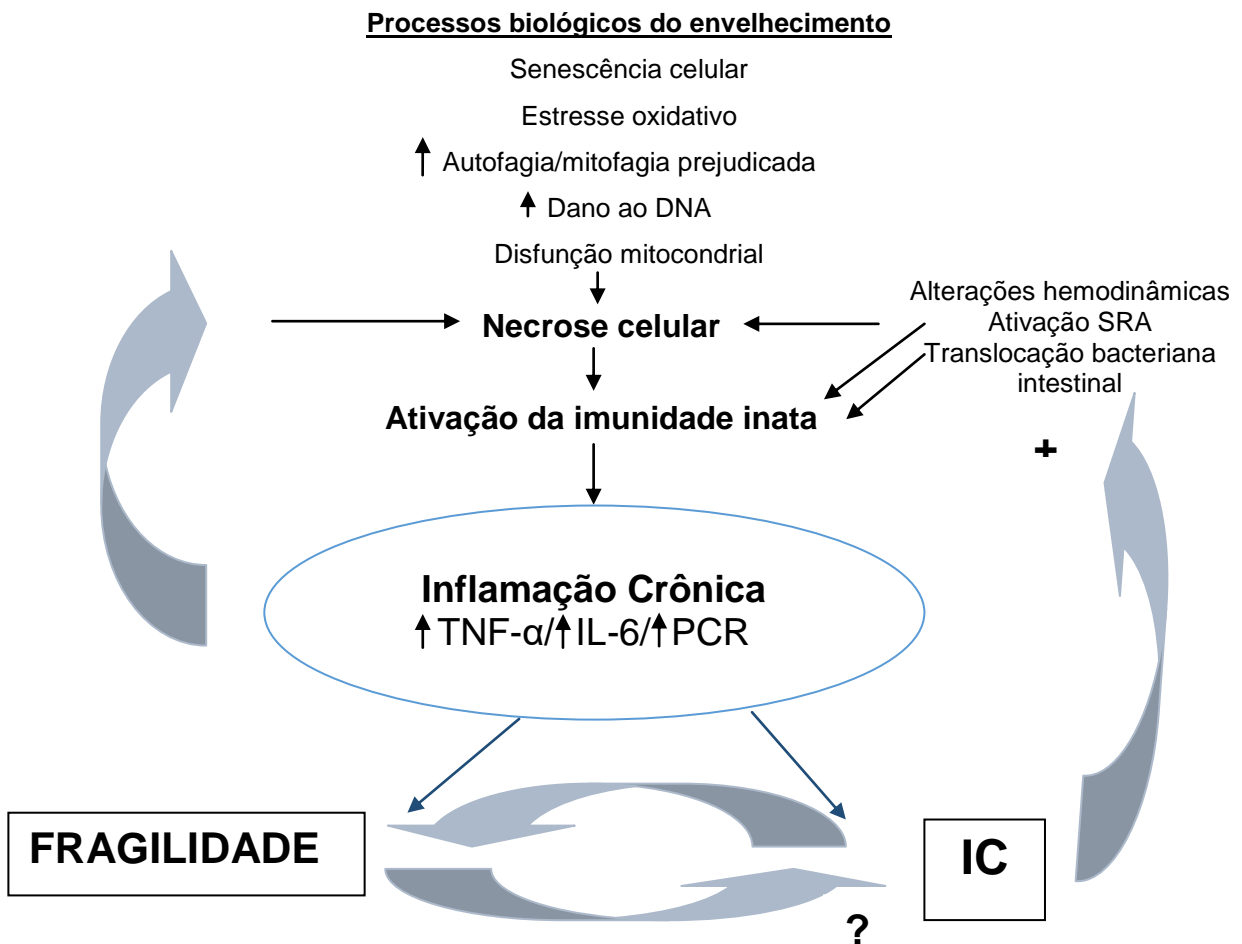 Processos biológicos do envelhecimento
Senescência celular
Estresse oxidativo
Autofagia/mitofagia prejudicada
Dano ao DNA
Disfunção mitocondrial
Necrose celular
Alterações hemodinâmicas
Ativação SRA
Translocação bacteriana
intestinal
Ativação da imunidade inata
+
Inflamação Crônica
↑TNF-α/↑IL-6/↑PCR
FRAGILIDADE
IC
?